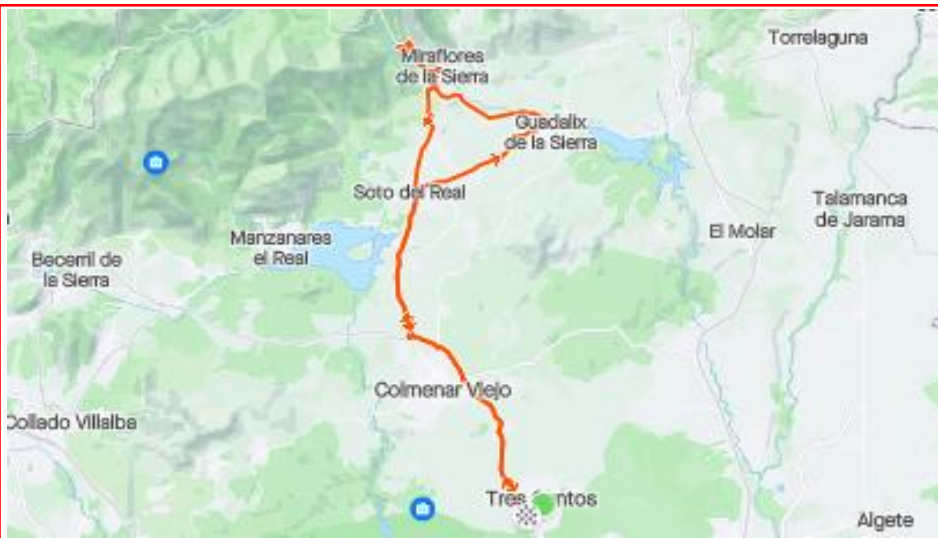 Torrelaguna
Miraflores
de la Sierra
Guadalix
de la Sierra
Soto del Real
Talamanca
de Jarama
Manzanares
el Real
El Molar
Becerril de
la Sierra
Colmenar Viejo
Collado Villalba
Tres Cantos
Algete